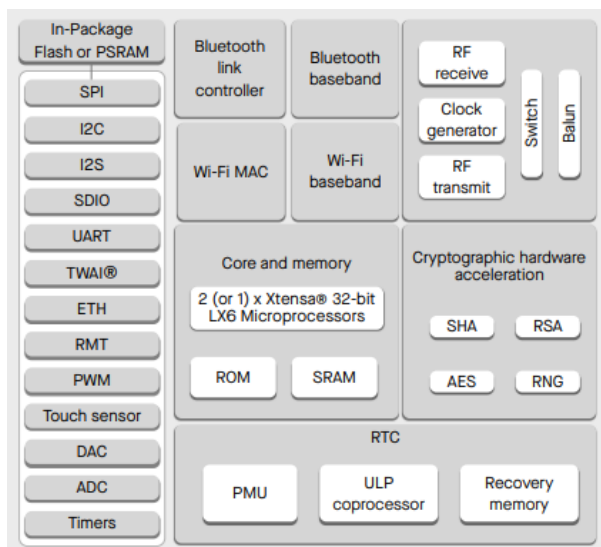 In-Package
Flash or PSRAM
SPI
I2C
I2S
SDIO
UART
TWAI®
ETH
RMT
PWM
Touch sensor
DAC
ADC
Timers
Bluetooth
link
controller
Bluetooth
baseband
Wi-Fi MAC
Wi-Fi
baseband
RF
receive
Clock
generator
RF
transmit
Switch
Balun
Core and memory
2 (or 1) x Xtensa® 32-bit
LX6 Microprocessors
ROM
SRAM
Cryptographic hardware
acceleration
SHA
RSA
AES
RNG
RTC
PMU
ULP
coprocessor
Recovery
memory